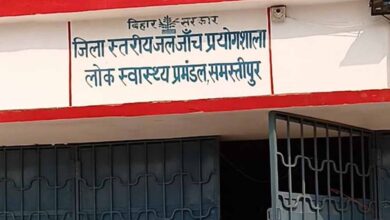 बिहार सरकार
जिला स्तरीय जल जाँच प्रयोगशाला
लोक स्वास्थ्य प्रमंडल, समस्तीपुर